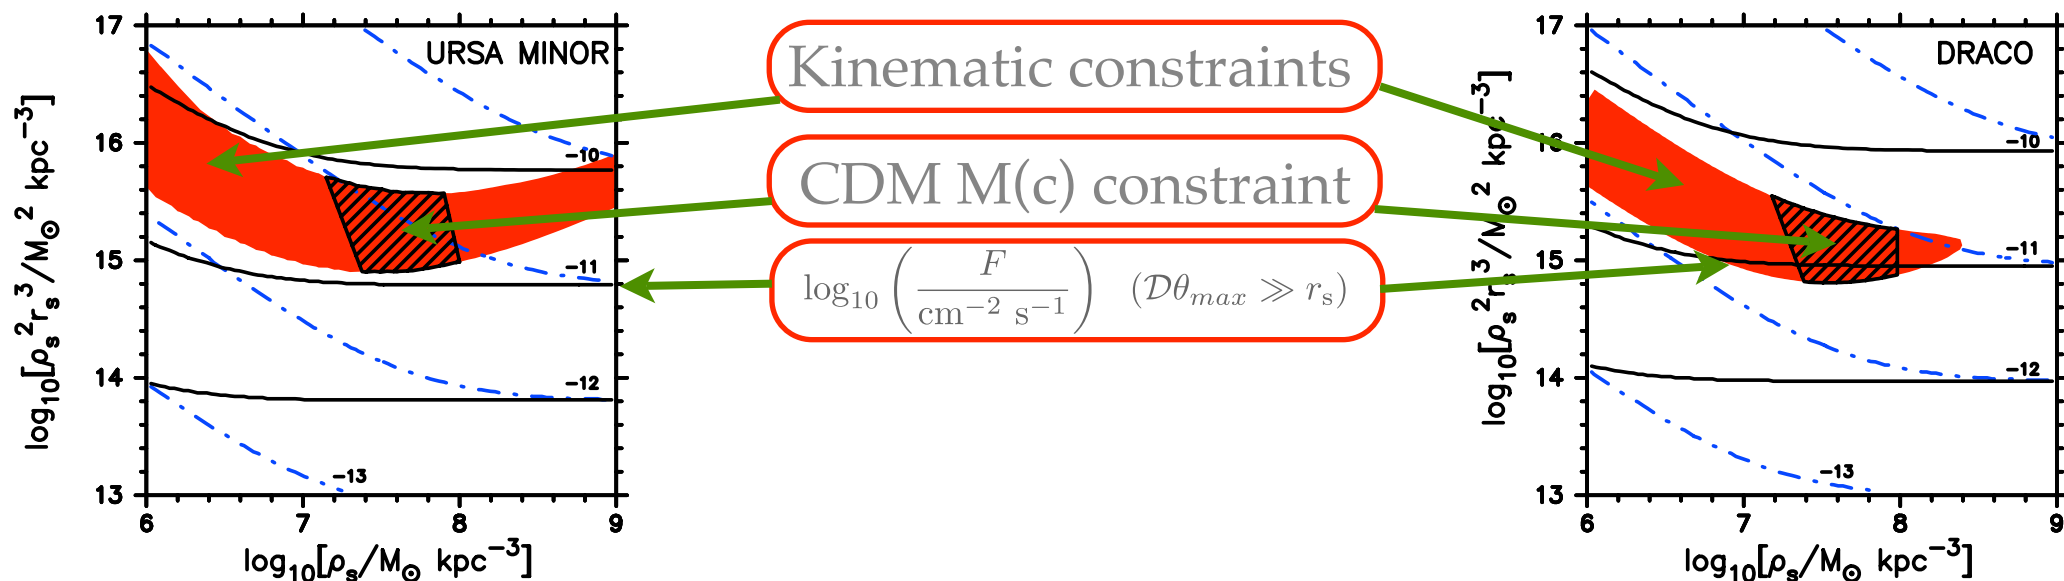 URSA MINOR
17
16
15
14
13
-10
-11
-12
-13
6 7 8 9
log₁₀[ρₛ²rₛ³/M⊙² kpc⁻³]
log₁₀[ρₛ/M⊙ kpc⁻³]
Kinematic constraints
CDM M(c) constraint
log₁₀ (F / cm⁻² s⁻¹) (𝒟θₘₐₓ ≫ rₛ)
DRACO
17
16
15
14
13
-10
-11
-12
-13
6 7 8 9
log₁₀[ρₛ²rₛ³/M⊙² kpc⁻³]
log₁₀[ρₛ/M⊙ kpc⁻³]